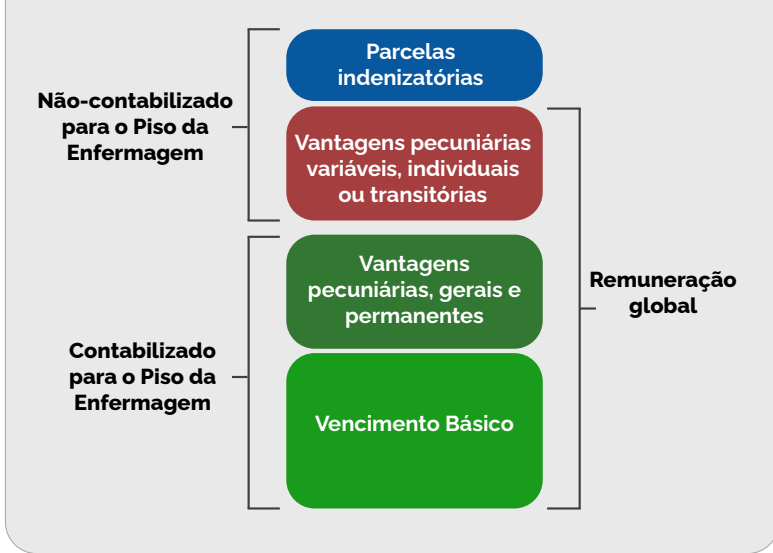 Não-contabilizado
para o Piso da
Enfermagem
Parcelas
indenizatórias
Vantagens pecuniárias
variáveis, individuais
ou transitórias
Contabilizado
para o Piso da
Enfermagem
Vantagens
pecuniárias, gerais e
permanentes
Vencimento Básico
Remuneração
global